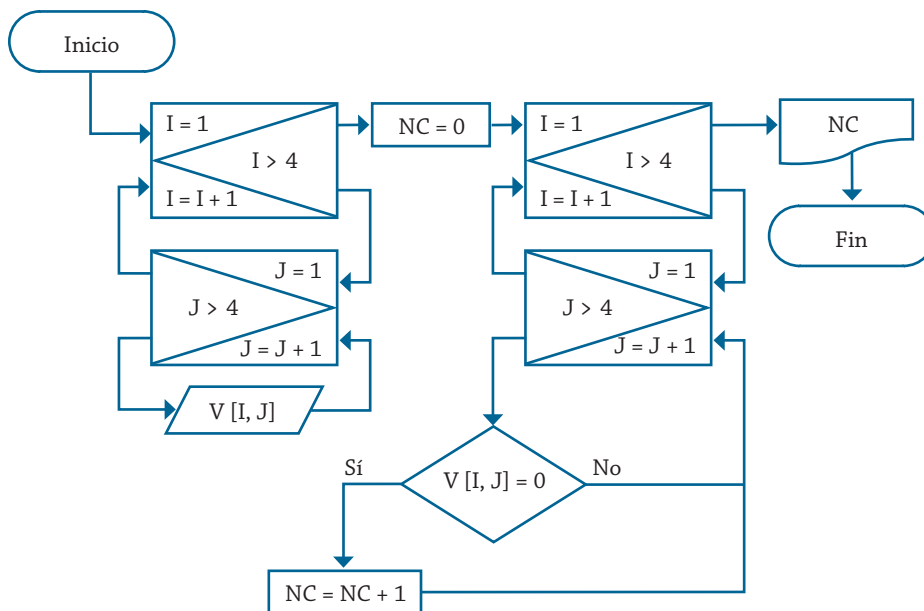 Inicio
I = 1
I > 4
I = I + 1
J = 1
J > 4
J = J + 1
V [I, J]
NC = 0
I = 1
I > 4
I = I + 1
J = 1
J > 4
J = J + 1
V [I, J] = 0
Sí
No
NC = NC + 1
NC
Fin